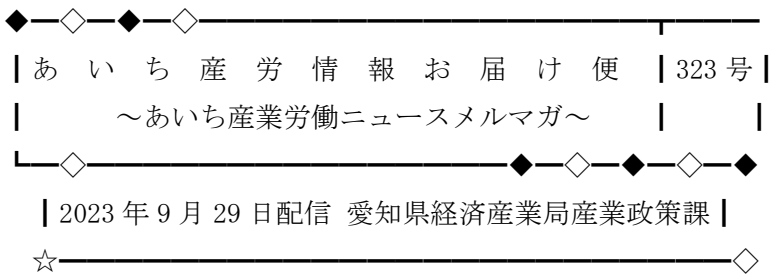 ◆―◇―◆―◇――――――――――――――――┳―――
┃あ い ち 産 労 情 報 お 届 け 便 ┃323 号┃
┃ ～あいち産業労働ニュースメルマガ～ ┃ ┃
┗―◇―――――――――――――――◆―◇―◆―◇―◆
┃2023 年 9 月 29 日配信 愛知県経済産業局産業政策課┃
☆――――――――――――――――――――――――◇